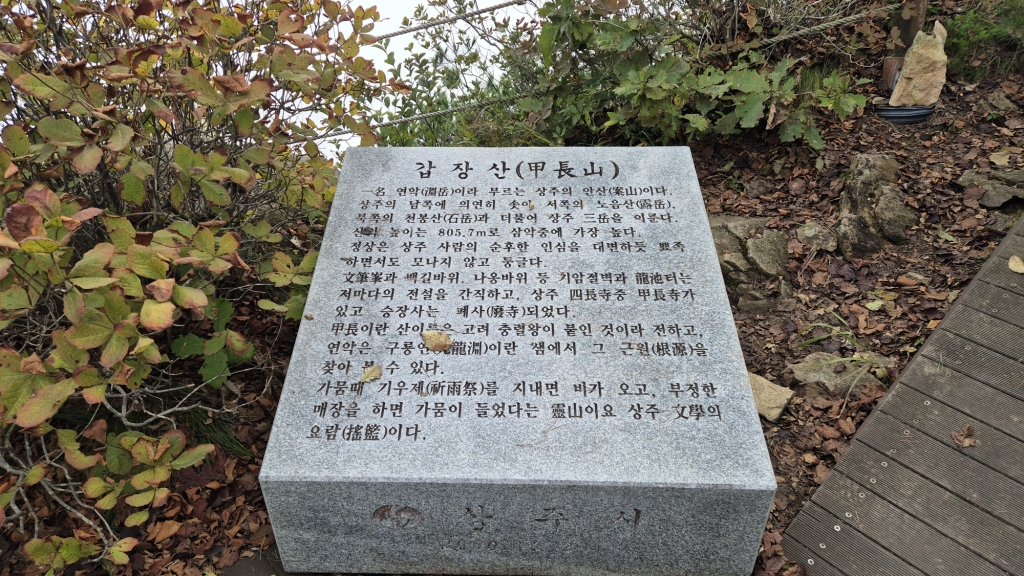 갑장산(甲長山)
一名 연악(淵岳)이라 부르는 상주의 안산(案山)이다.
상주의 남쪽에 의연히 솟아 서쪽의 노음산(露岳),
북쪽의 천봉산(石岳)과 더불어 상주 三岳을 이룬다.
산의 높이는 805.7m로 삼악중에 가장 높다.
정상은 상주 사람의 순후한 인심을 대변하듯 뾰족
하면서도 모나지 않고 둥글다.
文筆峯과 백길바위, 나옹바위 등 기암절벽과 龍池터는
저마다의 전설을 간직하고, 상주 四長寺중 甲長寺가
있고 승장사는 폐사(廢寺)되었다.
甲長이란 산이름은 고려 충렬왕이 붙인 것이라 전하고,
연악은 구룡연(九龍淵)이란 샘에서 그 근원(根源)을
찾아 볼 수 있다.
가뭄때 기우제(祈雨祭)를 지내면 비가 오고, 부정한
매장을 하면 가뭄이 들었다는 靈山이요 상주 文學의
요람(搖籃)이다.
상주시